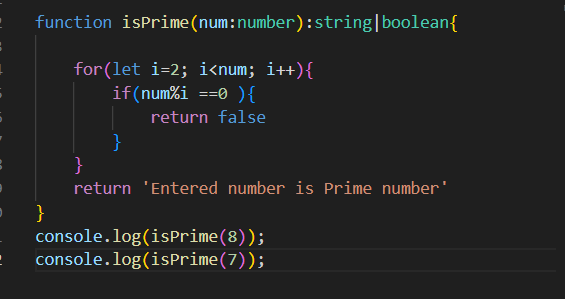 function isPrime(num:number):string|boolean{
for(let i=2; i<num; i++){
if(num%i ==0 ){
return false
}
}
return 'Entered number is Prime number'
}
console.log(isPrime(8));
console.log(isPrime(7));